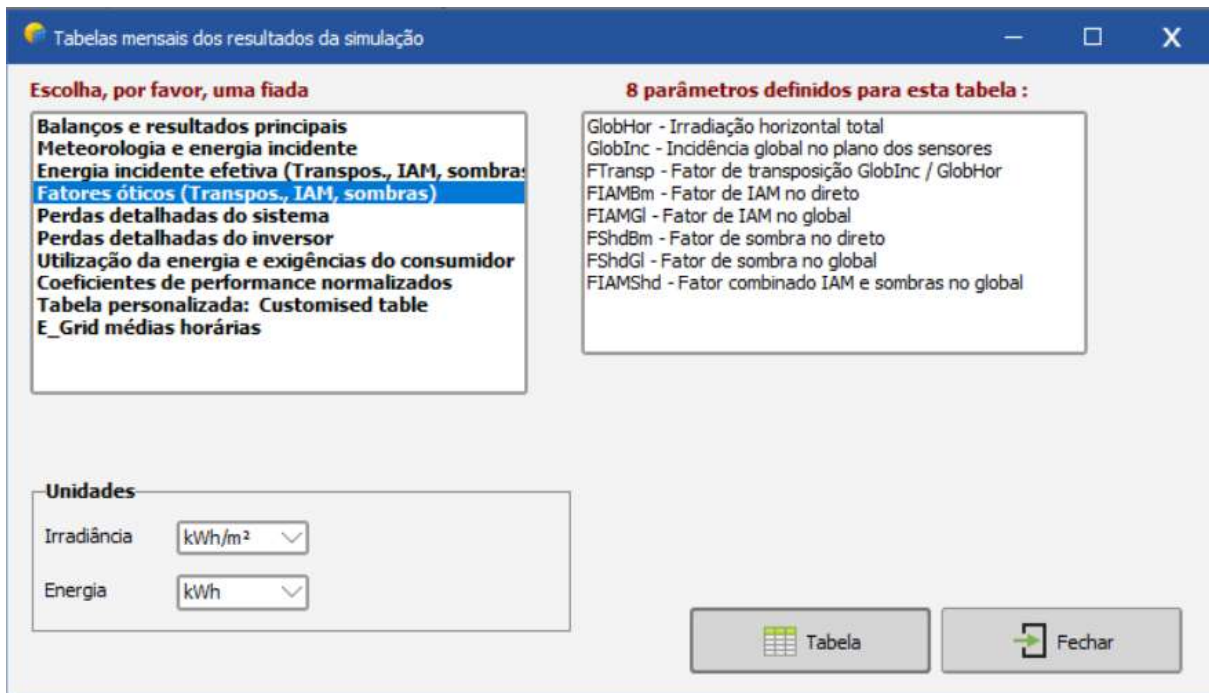 Tabelas mensais dos resultados da simulação
Escolha, por favor, uma fiada
Balanços e resultados principais
Meteorologia e energia incidente
Energia incidente efetiva (Transpos., IAM, sombras
Fatores óticos (Transpos., IAM, sombras)
Perdas detalhadas do sistema
Perdas detalhadas do inversor
Utilização da energia e exigências do consumidor
Coeficientes de performance normalizados
Tabela personalizada: Customised table
E_Grid médias horárias
8 parâmetros definidos para esta tabela :
GlobHor - Irradiação horizontal total
GlobInc - Incidência global no plano dos sensores
FTransp - Fator de transposição GlobInc / GlobHor
FIAMBm - Fator de IAM no direto
FIAMGl - Fator de IAM no global
FShdBm - Fator de sombra no direto
FShdGl - Fator de sombra no global
FIAMShd - Fator combinado IAM e sombras no global
Unidades
Irradiância kWh/m²
Energia kWh
Tabela
Fechar